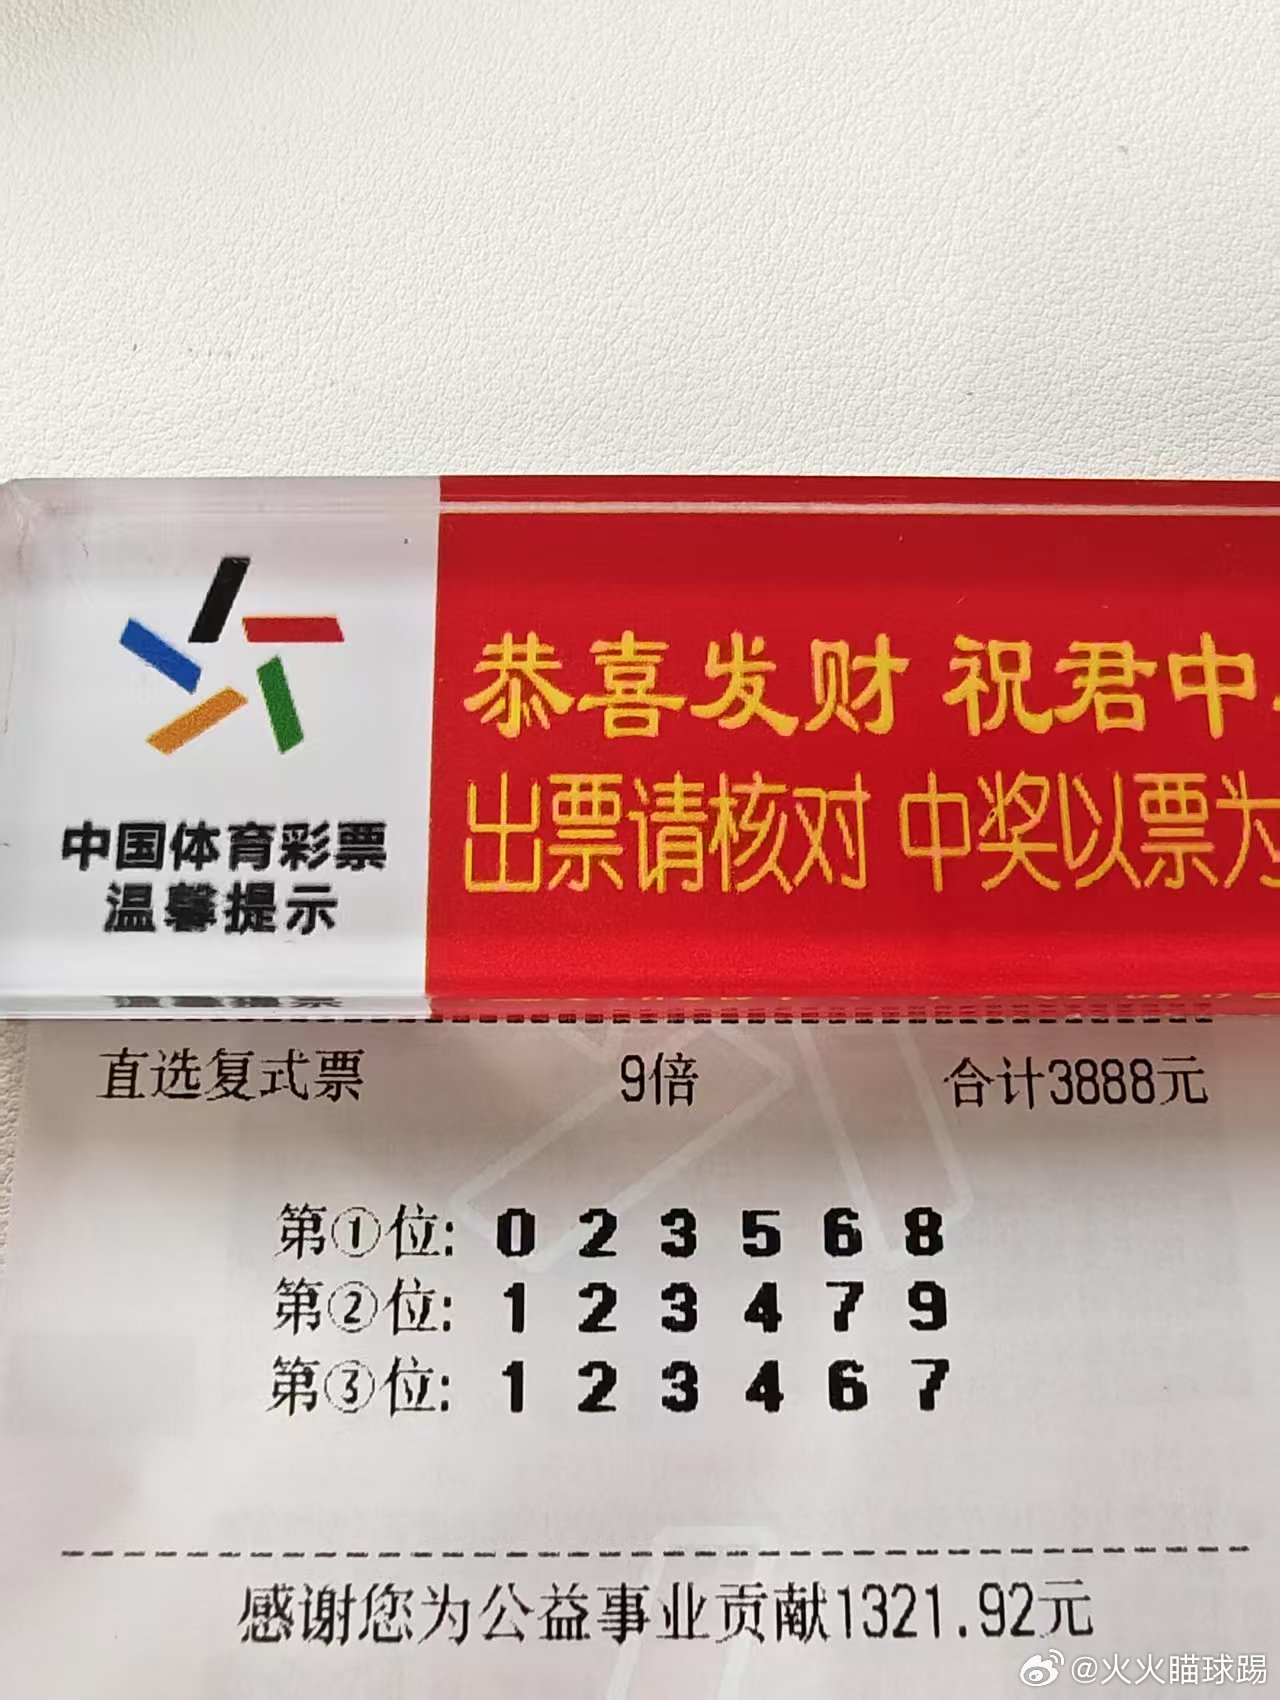 恭喜发财 祝君中
出票请核对 中奖以票为
中国体育彩票
温馨提示
直选复式票 9倍 合计3888元
第①位: 0 2 3 5 6 8
第②位: 1 2 3 4 7 9
第③位: 1 2 3 4 6 7
感谢您为公益事业贡献1321.92元
@火火瞄球踢